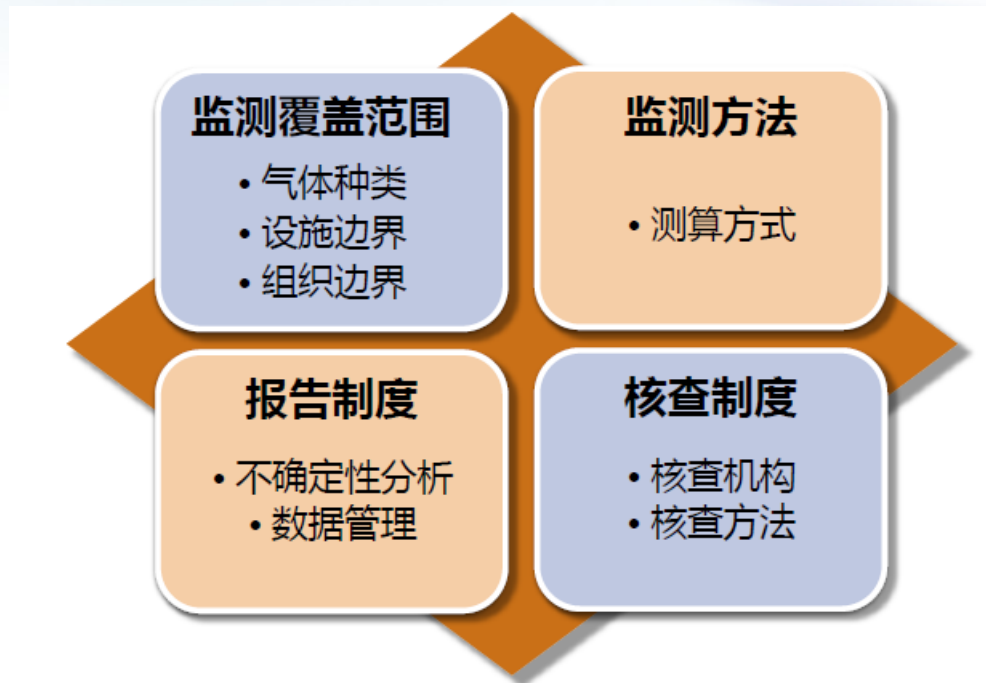 监测覆盖范围
• 气体种类
• 设施边界
• 组织边界
监测方法
• 测算方式
报告制度
• 不确定性分析
• 数据管理
核查制度
• 核查机构
• 核查方法